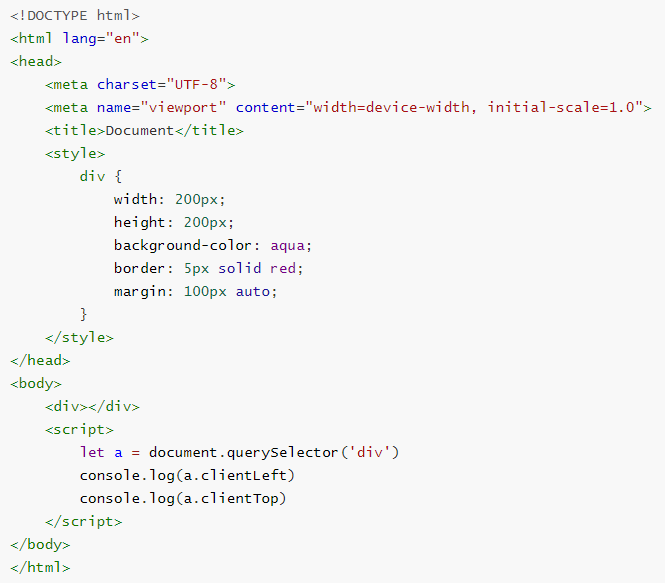 <!DOCTYPE html>
<html lang="en">
<head>
    <meta charset="UTF-8">
    <meta name="viewport" content="width=device-width, initial-scale=1.0">
    <title>Document</title>
    <style>
        div {
            width: 200px;
            height: 200px;
            background-color: aqua;
            border: 5px solid red;
            margin: 100px auto;
        }
    </style>
</head>
<body>
    <div></div>
    <script>
        let a = document.querySelector('div')
        console.log(a.clientLeft)
        console.log(a.clientTop)
    </script>
</body>
</html>